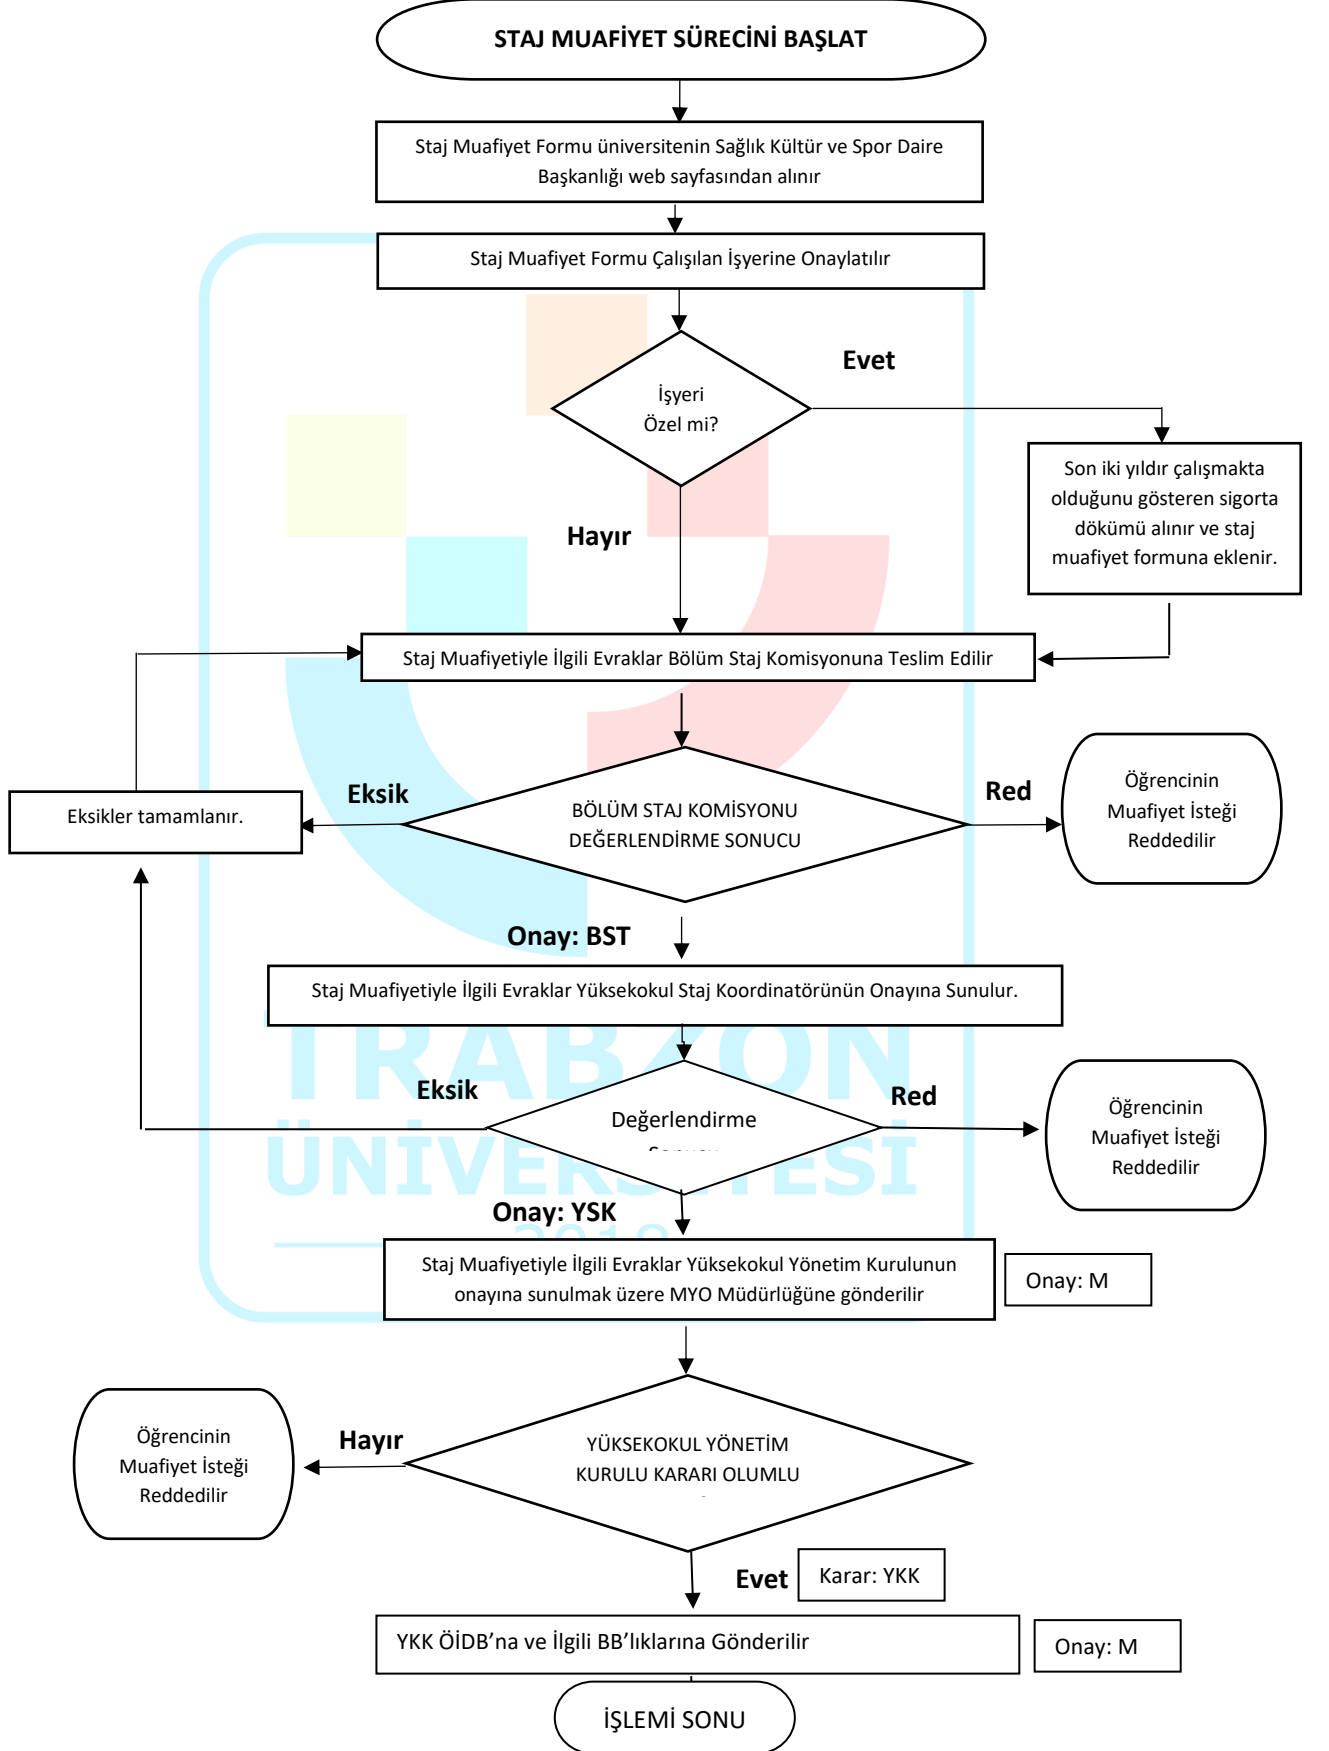 STAJ MUAFİYET SÜRECİNİ BAŞLAT
Staj Muafiyet Formu üniversitenin Sağlık Kültür ve Spor Daire
Başkanlığı web sayfasından alınır
Staj Muafiyet Formu Çalışılan İşyerine Onaylatılır
Evet
İşyeri
Özel mi?
Son iki yıldır çalışmakta
olduğunu gösteren sigorta
dökümü alınır ve staj
muafiyet formuna eklenir.
Hayır
Staj Muafiyetiyle İlgili Evraklar Bölüm Staj Komisyonuna Teslim Edilir
Eksik
Red
Eksikler tamamlanır.
BÖLÜM STAJ KOMİSYONU
DEĞERLENDİRME SONUCU
Öğrencinin
Muafiyet İsteği
Reddedilir
Onay: BST
Staj Muafiyetiyle İlgili Evraklar Yüksekokul Staj Koordinatörünün Onayına Sunulur.
TRABZON
ÜNİVERSİTESİ
2018
Eksik
Red
Değerlendirme
Öğrencinin
Muafiyet İsteği
Reddedilir
Onay: YSK
Staj Muafiyetiyle İlgili Evraklar Yüksekokul Yönetim Kurulunun
onayına sunulmak üzere MYO Müdürlüğüne gönderilir
Onay: M
Öğrencinin
Muafiyet İsteği
Reddedilir
Hayır
YÜKSEKOKUL YÖNETİM
KURULU KARARI OLUMLU
Evet
Karar: YKK
YKK ÖİDB’na ve İlgili BB’lıklarına Gönderilir
Onay: M
İŞLEMİ SONU